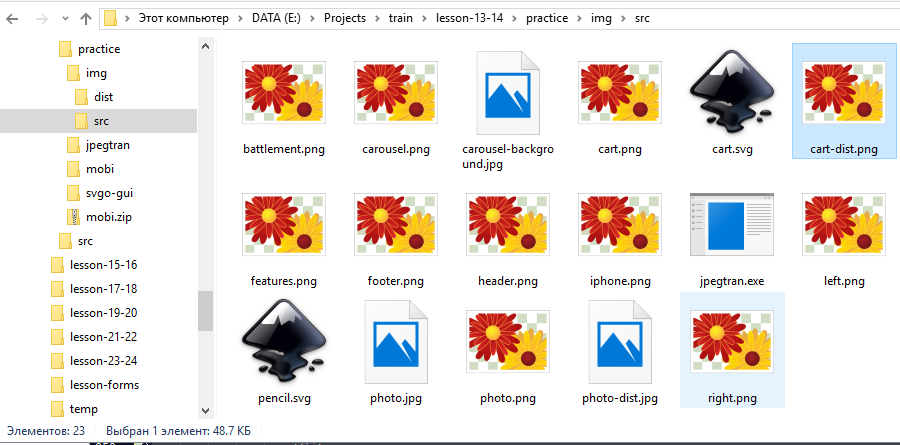 Этот компьютер > DATA (E:) > Projects > train > lesson-13-14 > practice > img > src
practice
img
dist
src
jpegtran
mobi
svgo-gui
mobi.zip
src
lesson-15-16
lesson-17-18
lesson-19-20
lesson-21-22
lesson-23-24
lesson-forms
temp
battlement.png
carousel.png
carousel-backgro
und.jpg
cart.png
cart.svg
cart-dist.png
features.png
footer.png
header.png
iphone.png
jpegtran.exe
left.png
pencil.svg
photo.jpg
photo.png
photo-dist.jpg
right.png
Элементов: 23
Выбран 1 элемент: 48.7 КБ